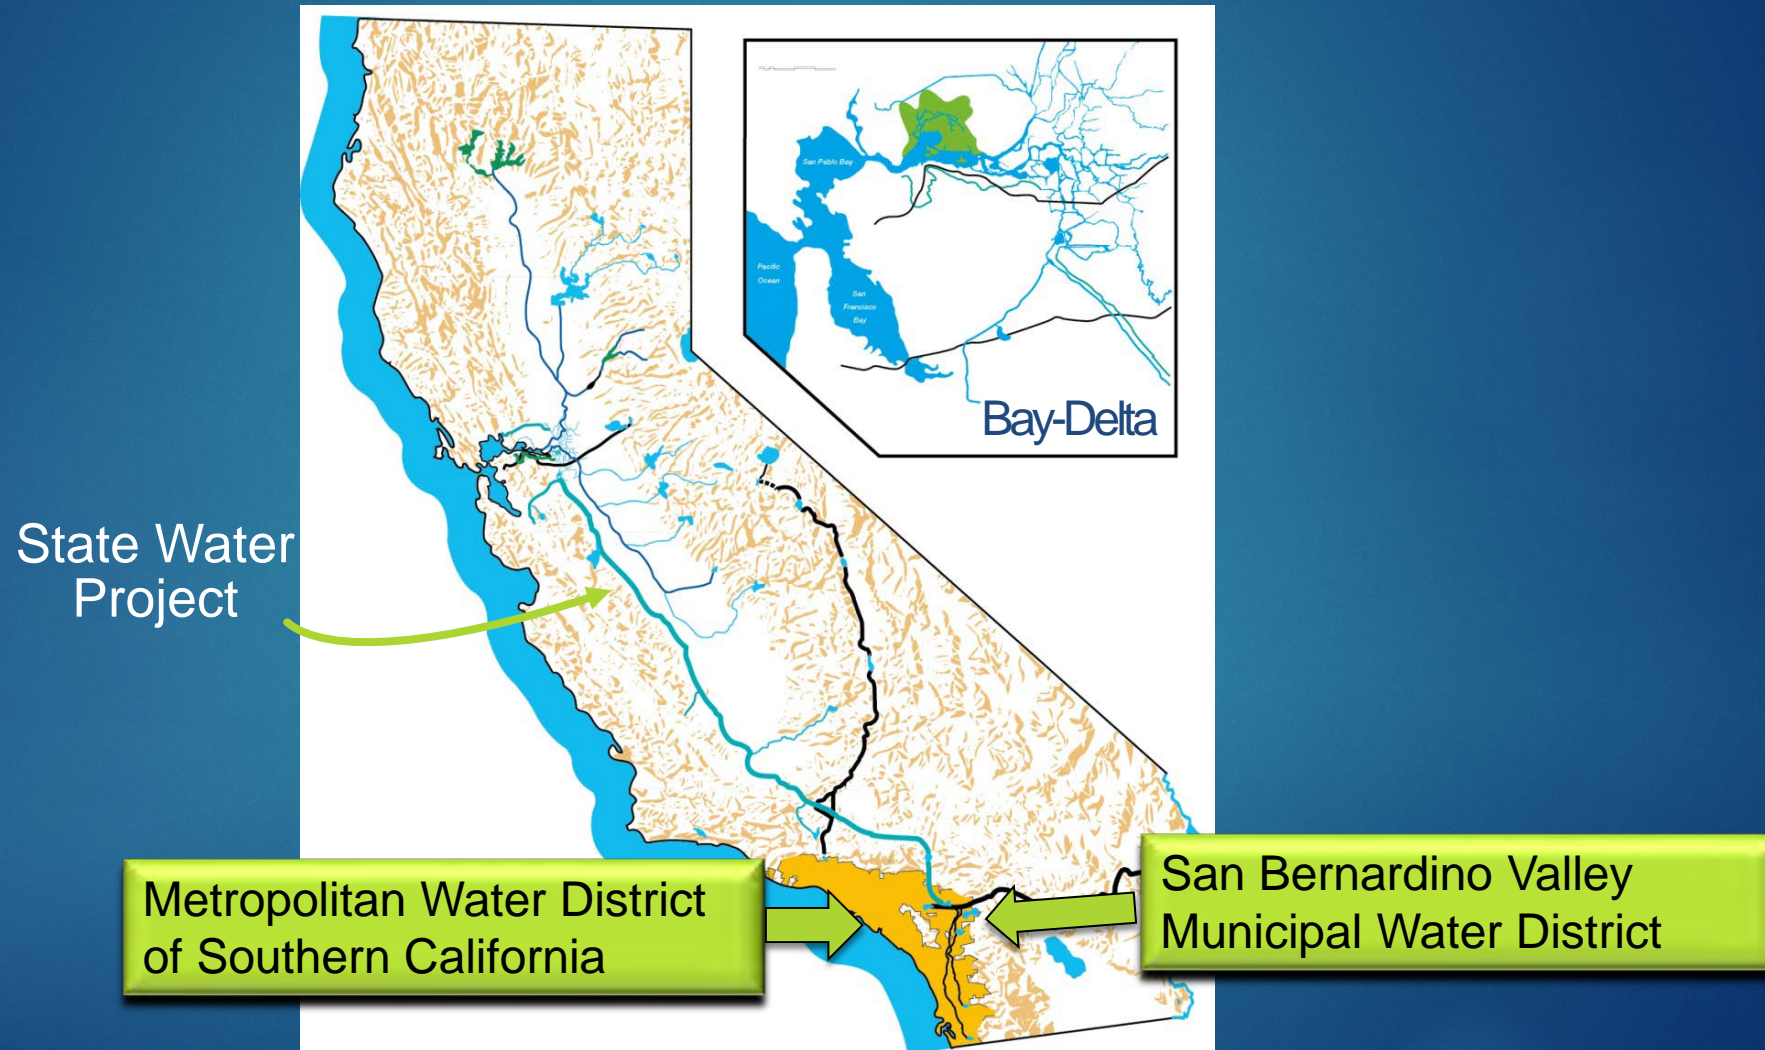 San Pablo Bay
Pacific
Ocean
San
Francisco
Bay
Bay-Delta
State Water
Project
Metropolitan Water District
of Southern California
San Bernardino Valley
Municipal Water District